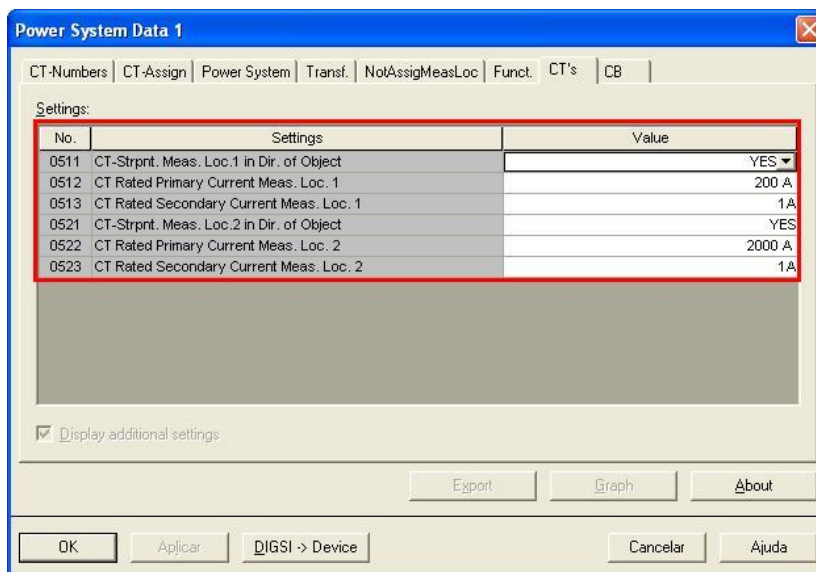 Power System Data 1
CT-Numbers CT-Assign Power System Transf. NotAssigMeasLoc Funct. CT's CB
Settings:
No. Settings Value
0511 CT-Strpnt. Meas. Loc.1 in Dir. of Object YES
0512 CT Rated Primary Current Meas. Loc. 1 200 A
0513 CT Rated Secondary Current Meas. Loc. 1 1A
0521 CT-Strpnt. Meas. Loc.2 in Dir. of Object YES
0522 CT Rated Primary Current Meas. Loc. 2 2000 A
0523 CT Rated Secondary Current Meas. Loc. 2 1A
Display additional settings
Export Graph About
OK Aplicar DIGSI -> Device Cancelar Ajuda